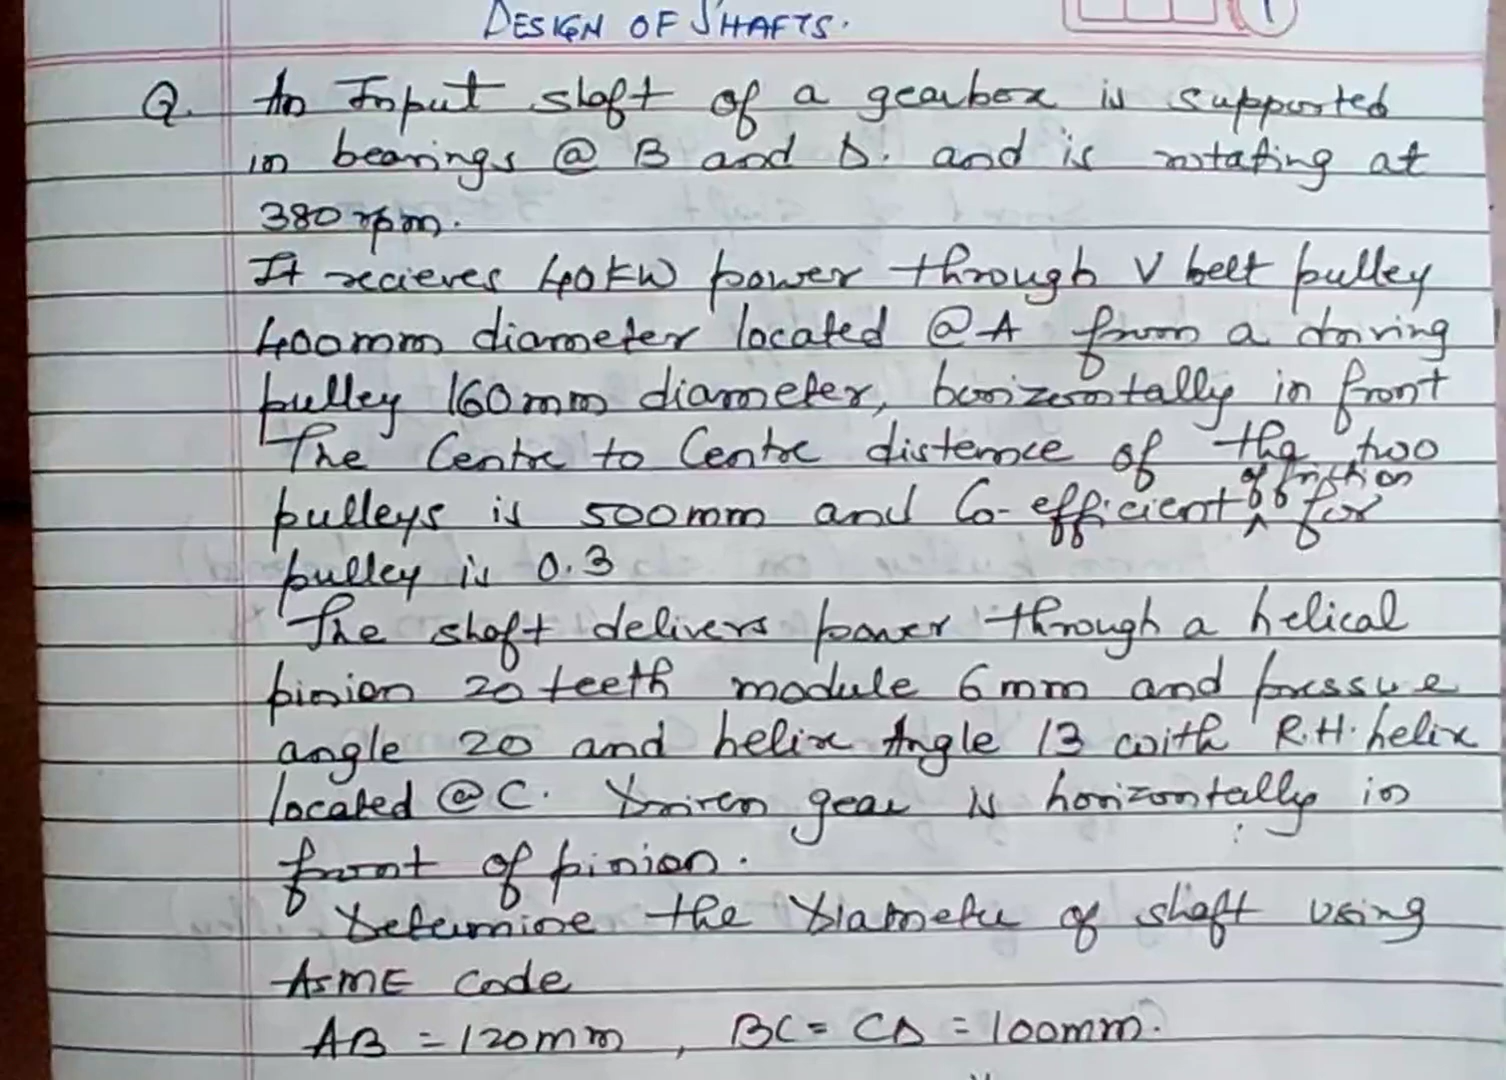 DESIGN OF SHAFTS.
1
Q. An Input shaft of a gearbox is supported
in bearings @ B and D. and is rotating at
380 rpm.
It recieves 40KW power through V belt pulley
400mm diameter located @ A from a driving
pulley 160mm diameter, horizontally in front
The Centre to Centre distance of the two
pulleys is 500mm and Co-efficient of friction for
pulley is 0.3
The shaft delivers power through a helical
pinion 20 teeth module 6mm and pressure
angle 20 and helix Angle 13 with R.H. helix
located @ C. Driven gear is horizontally in
front of pinion.
Determine the Diameter of shaft using
ASME Code
AB = 120mm, BC = CD = 100mm.